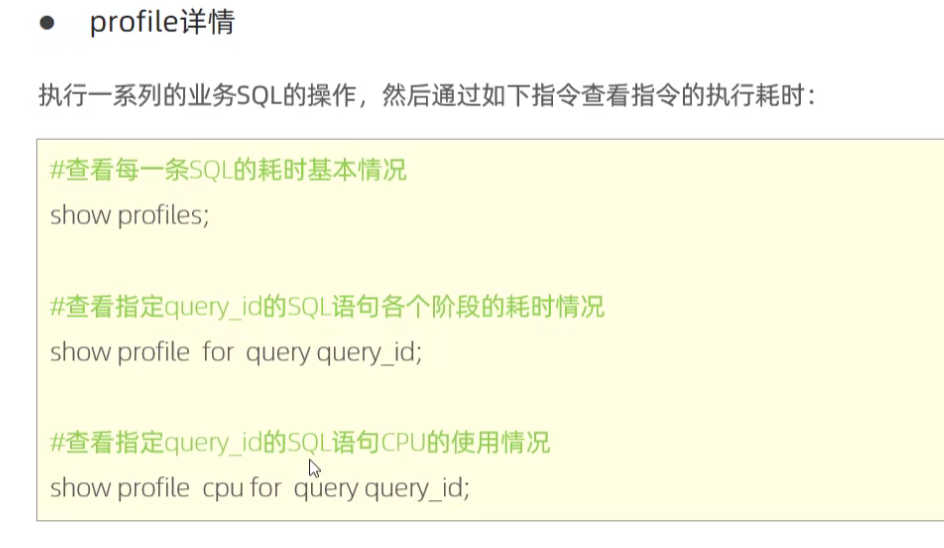 ● profile详情
执行一系列的业务SQL的操作，然后通过如下指令查看指令的执行耗时：
#查看每一条SQL的耗时基本情况
show profiles;
#查看指定query_id的SQL语句各个阶段的耗时情况
show profile for query query_id;
#查看指定query_id的SQL语句CPU的使用情况
show profile cpu for query query_id;